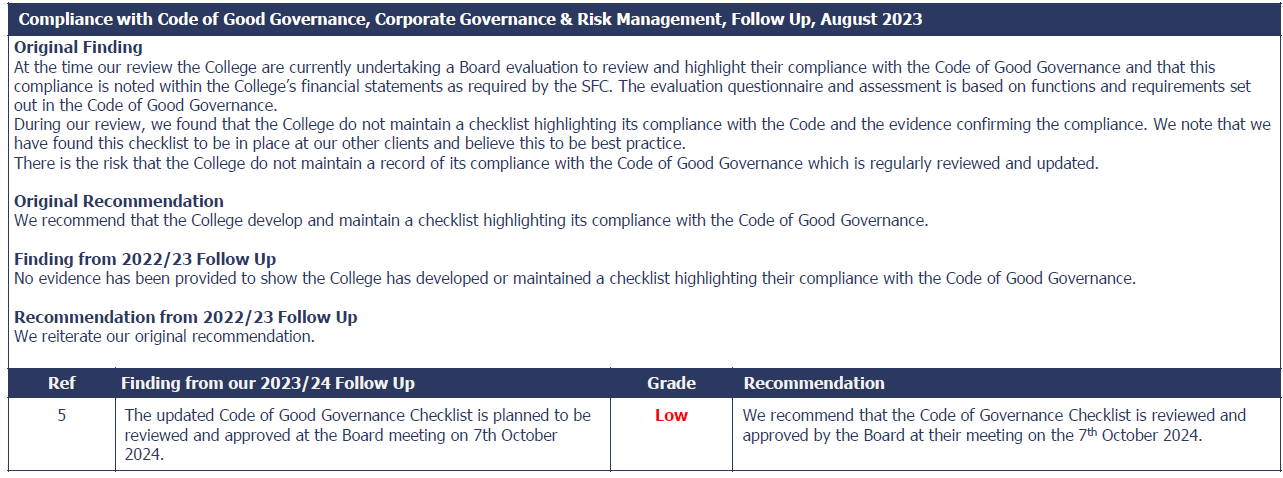 Compliance with Code of Good Governance, Corporate Governance & Risk Management, Follow Up, August 2023
Original Finding
At the time our review the College are currently undertaking a Board evaluation to review and highlight their compliance with the Code of Good Governance and that this
compliance is noted within the College’s financial statements as required by the SFC. The evaluation questionnaire and assessment is based on functions and requirements set
out in the Code of Good Governance.
During our review, we found that the College do not maintain a checklist highlighting its compliance with the Code and the evidence confirming the compliance. We note that we
have found this checklist to be in place at our other clients and believe this to be best practice.
There is the risk that the College do not maintain a record of its compliance with the Code of Good Governance which is regularly reviewed and updated.
Original Recommendation
We recommend that the College develop and maintain a checklist highlighting its compliance with the Code of Good Governance.
Finding from 2022/23 Follow Up
No evidence has been provided to show the College has developed or maintained a checklist highlighting their compliance with the Code of Good Governance.
Recommendation from 2022/23 Follow Up
We reiterate our original recommendation.
Ref
Finding from our 2023/24 Follow Up
Grade
Recommendation
5
The updated Code of Good Governance Checklist is planned to be
reviewed and approved at the Board meeting on 7th October
2024.
Low
We recommend that the Code of Governance Checklist is reviewed and
approved by the Board at their meeting on the 7th October 2024.